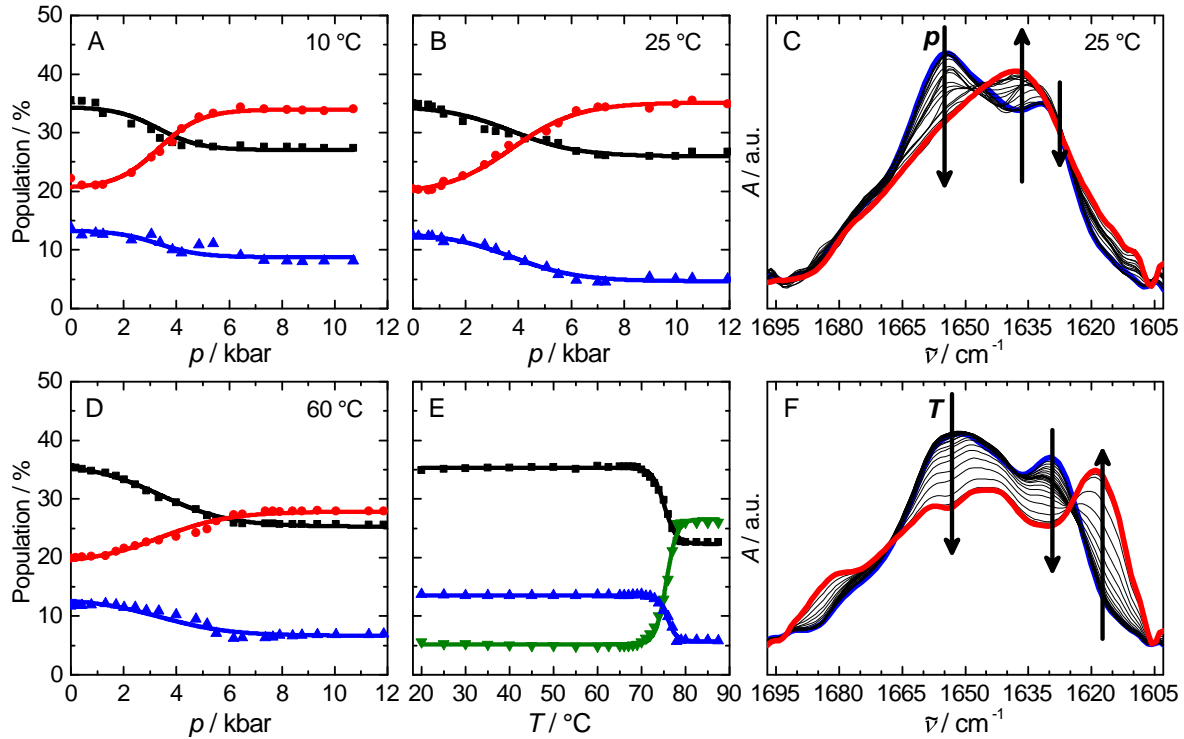 A
10 °C
Population / %
50
40
30
20
10
0
0
2
4
6
8
10
12
p / kbar
B
25 °C
0
2
4
6
8
10
12
p / kbar
C
p
25 °C
A / a.u.
1695
1680
1665
1650
1635
1620
1605
ṽ / cm⁻¹
D
60 °C
Population / %
50
40
30
20
10
0
0
2
4
6
8
10
12
p / kbar
E
20
30
40
50
60
70
80
90
T / °C
F
T
A / a.u.
1695
1680
1665
1650
1635
1620
1605
ṽ / cm⁻¹